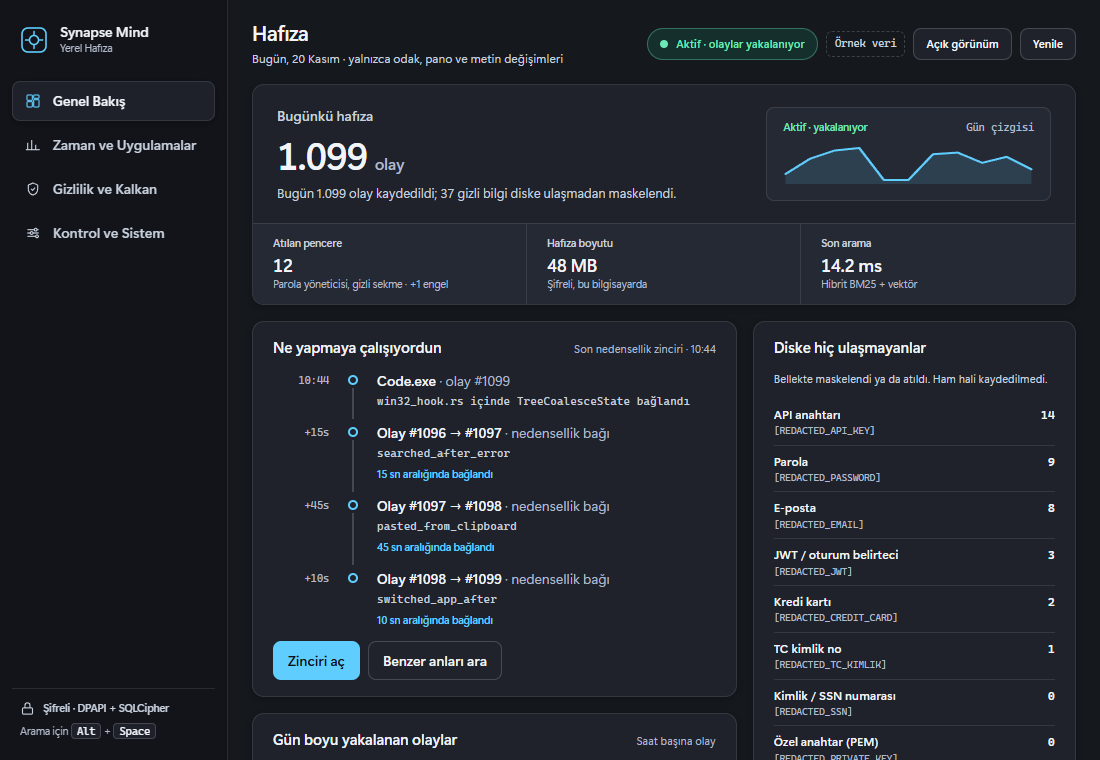 Synapse Mind
Yerel Hafıza
Genel Bakış
Zaman ve Uygulamalar
Gizlilik ve Kalkan
Kontrol ve Sistem
Şifreli · DPAPI + SQLCipher
Arama için Alt + Space
Hafıza
Bugün, 20 Kasım · yalnızca odak, pano ve metin değişimleri
Aktif · olaylar yakalanıyor
Örnek veri
Açık görünüm
Yenile
Bugünkü hafıza
1.099 olay
Bugün 1.099 olay kaydedildi; 37 gizli bilgi diske ulaşmadan maskelendi.
Aktif · yakalanıyor
Gün çizgisi
Atılan pencere
12
Parola yöneticisi, gizli sekme · +1 engel
Hafıza boyutu
48 MB
Şifreli, bu bilgisayarda
Son arama
14.2 ms
Hibrit BM25 + vektör
Ne yapmaya çalışıyordun
Son nedensellik zinciri · 10:44
10:44
Code.exe · olay #1099
win32_hook.rs içinde TreeCoalesceState bağlandı
+15s
Olay #1096 → #1097 · nedensellik bağı
searched_after_error
15 sn aralığında bağlandı
+45s
Olay #1097 → #1098 · nedensellik bağı
pasted_from_clipboard
45 sn aralığında bağlandı
+10s
Olay #1098 → #1099 · nedensellik bağı
switched_app_after
10 sn aralığında bağlandı
Zinciri aç
Benzer anları ara
Gün boyu yakalanan olaylar
Saat başına olay
Diske hiç ulaşmayanlar
Bellekte maskelendi ya da atıldı. Ham hali kaydedilmedi.
API anahtarı
14
[REDACTED_API_KEY]
Parola
9
[REDACTED_PASSWORD]
E-posta
8
[REDACTED_EMAIL]
JWT / oturum belirteci
3
[REDACTED_JWT]
Kredi kartı
2
[REDACTED_CREDIT_CARD]
TC kimlik no
1
[REDACTED_TC_KIMLIK]
Kimlik / SSN numarası
0
[REDACTED_SSN]
Özel anahtar (PEM)
0
[REDACTED_PRIVATE_KEY]